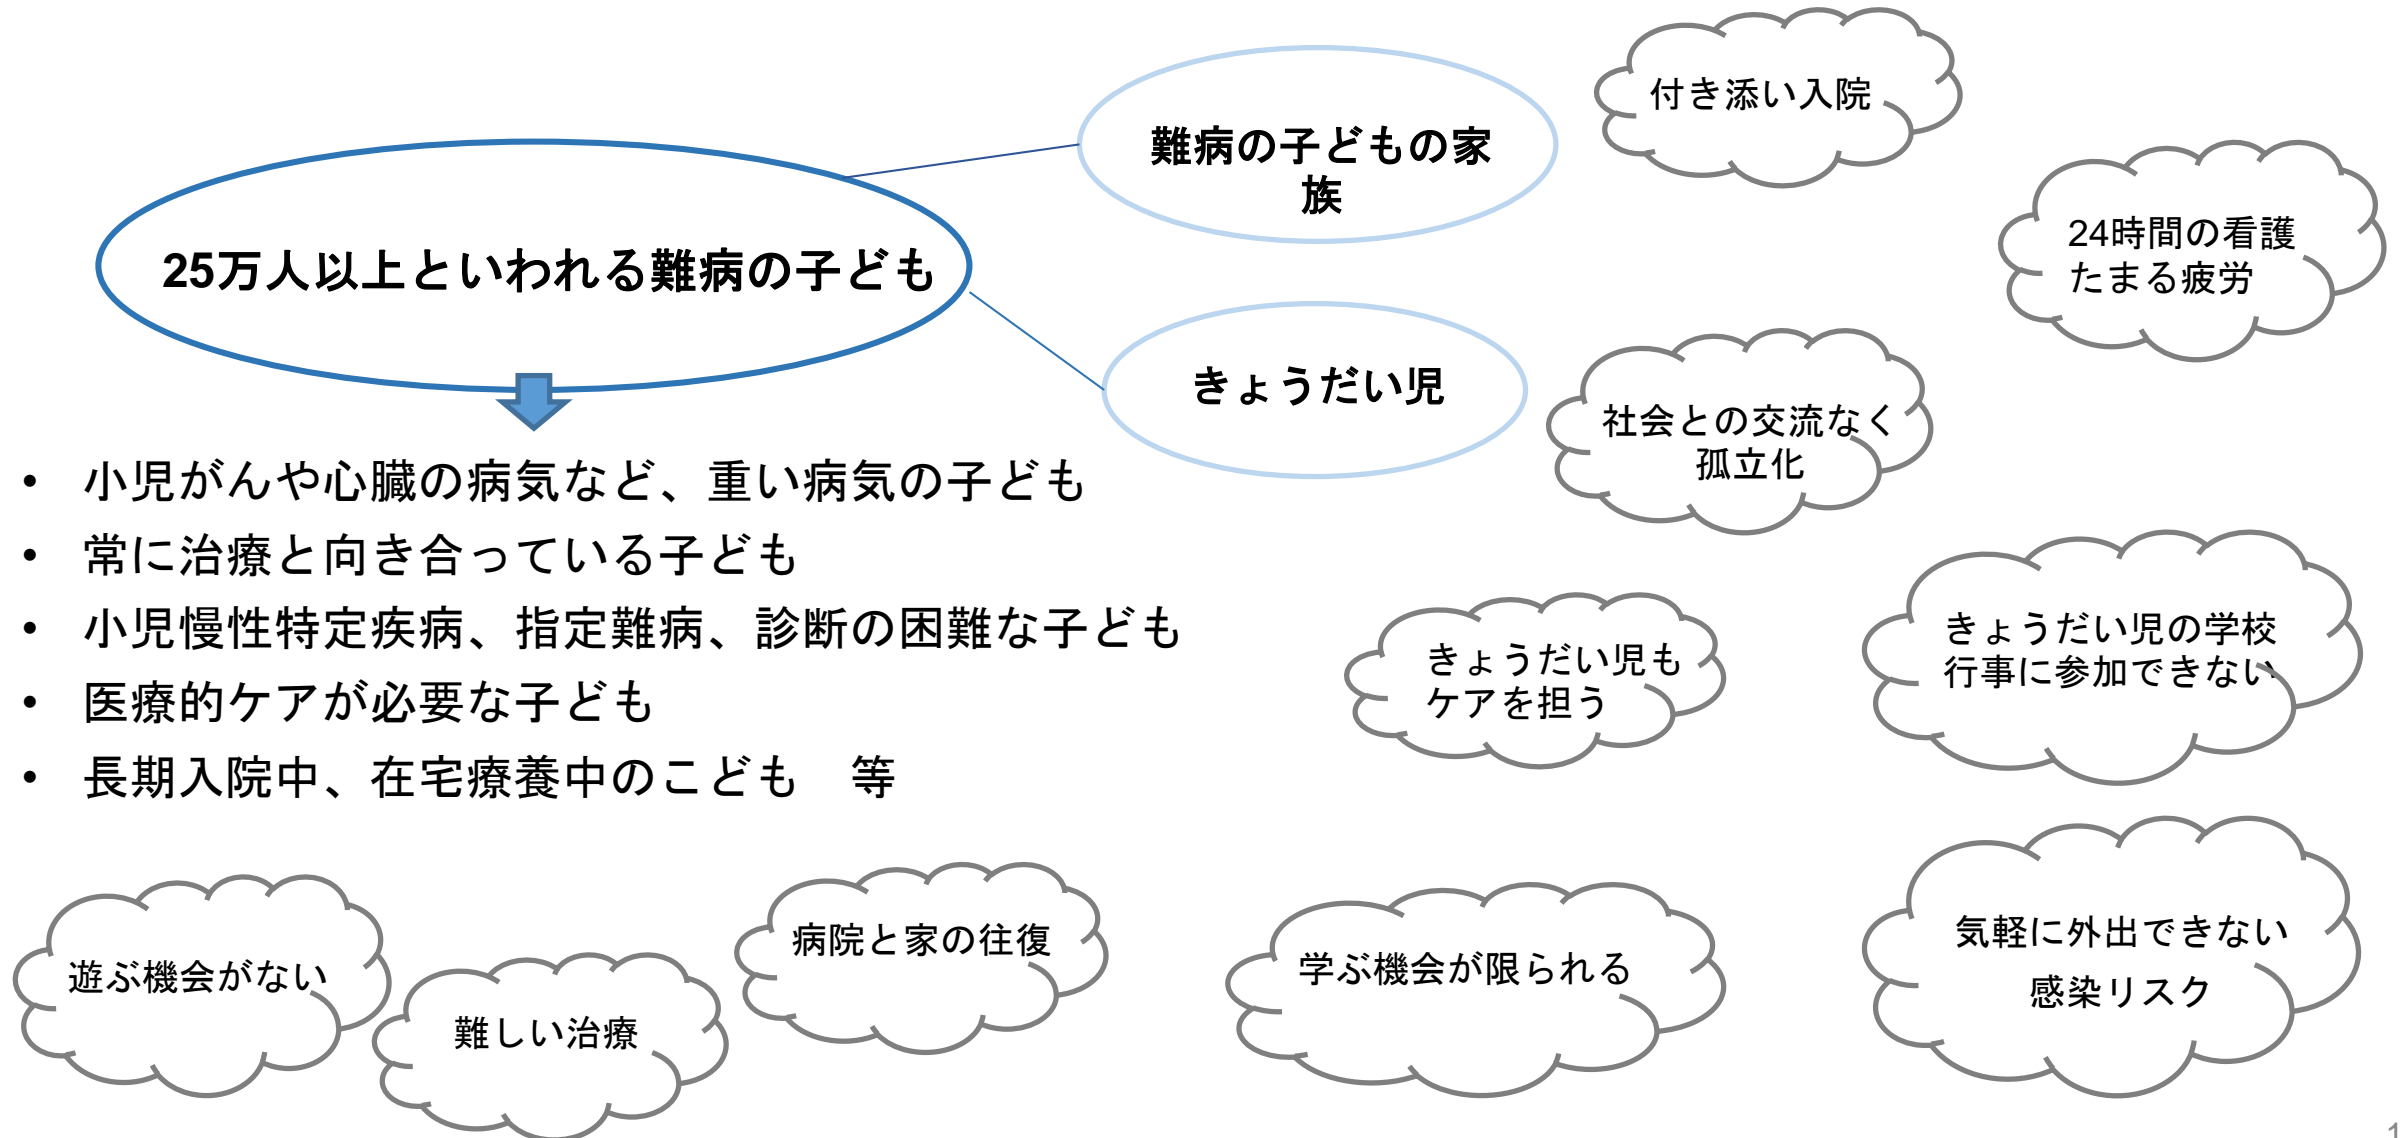 付き添い入院
難病の子どもの家
族
24時間の看護
たまる疲労
25万人以上といわれる難病の子ども
きょうだい児
社会との交流なく
孤立化
• 小児がんや心臓の病気など、重い病気の子ども
• 常に治療と向き合っている子ども
• 小児慢性特定疾病、指定難病、診断の困難な子ども
• 医療的ケアが必要な子ども
• 長期入院中、在宅療養中のこども　等
きょうだい児も
ケアを担う
きょうだい児の学校
行事に参加できない
遊ぶ機会がない
難しい治療
病院と家の往復
学ぶ機会が限られる
気軽に外出できない
感染リスク
1